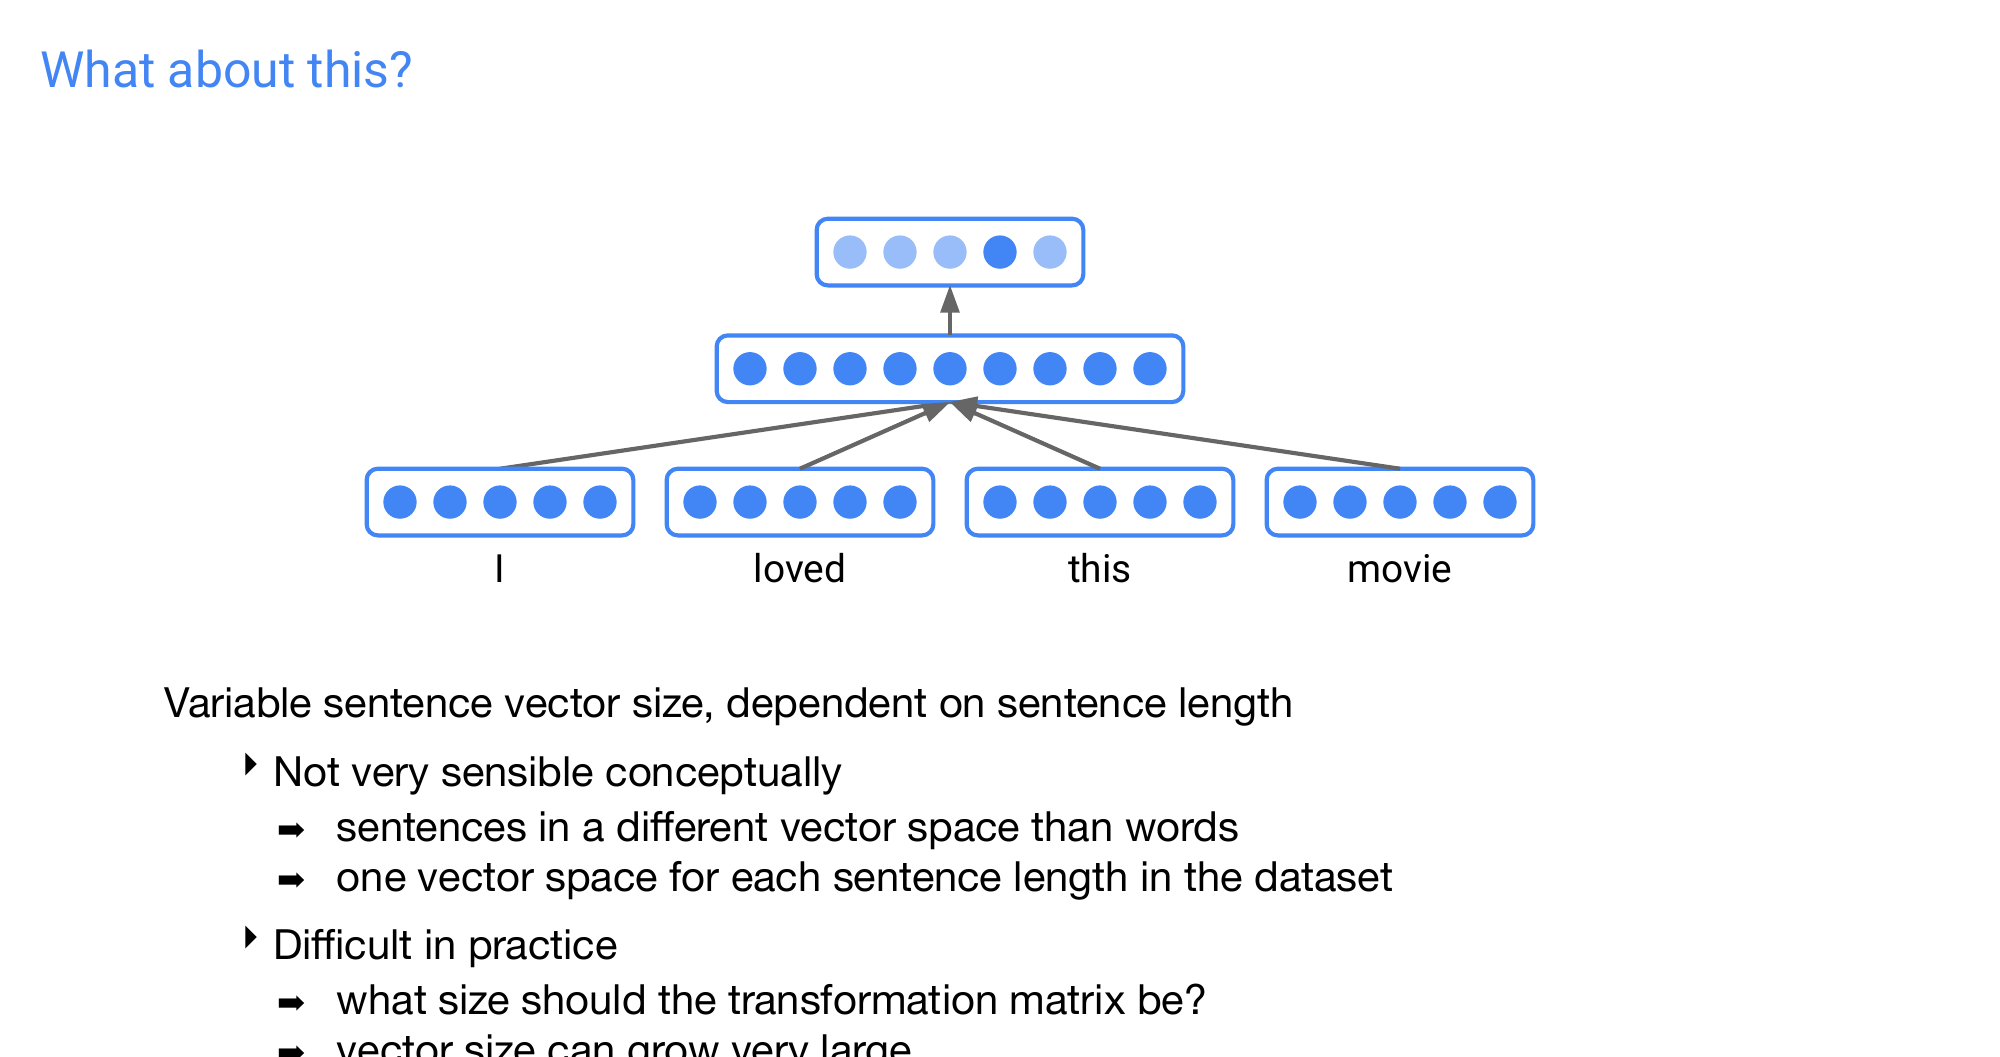 What about this?
I loved this movie
Variable sentence vector size, dependent on sentence length
Not very sensible conceptually
sentences in a different vector space than words
one vector space for each sentence length in the dataset
Difficult in practice
what size should the transformation matrix be?
vector size can grow very large